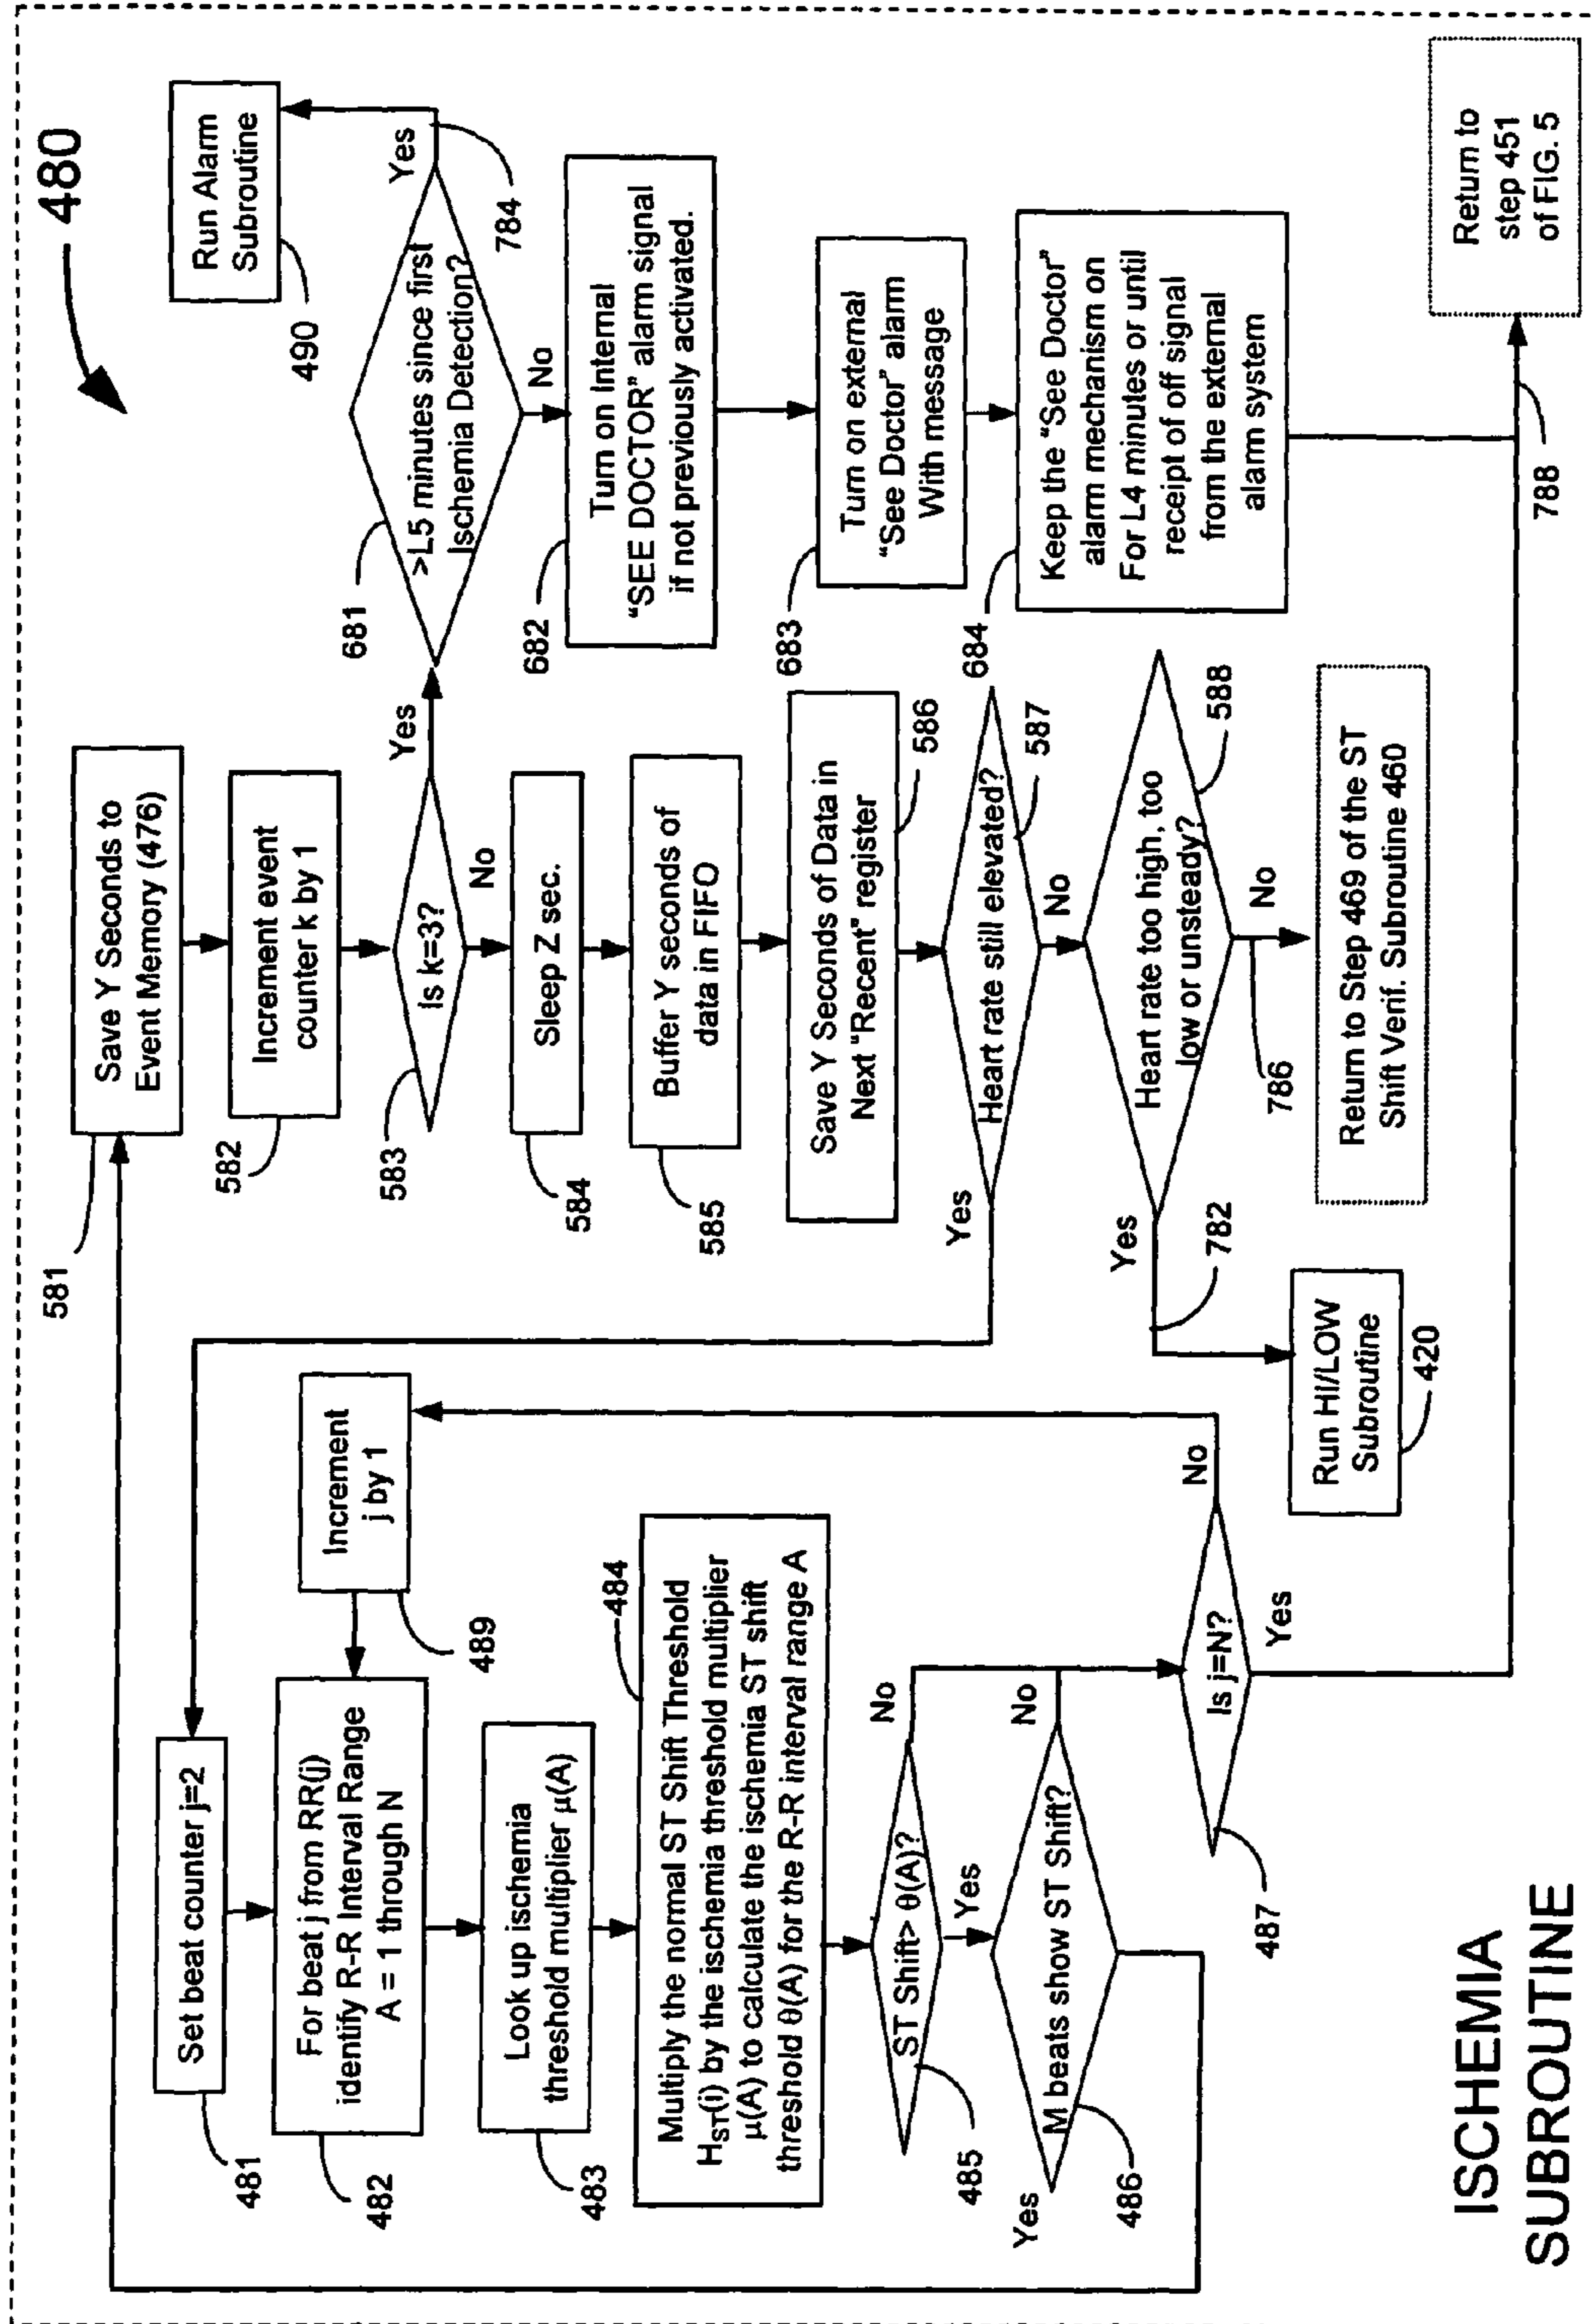 480
Set beat counter j=2
481
For beat j from RR(j)
identify R-R Interval Range
A = 1 through N
482
Increment
j by 1
489
Look up ischemia
threshold multiplier μ(A)
483
Multiply the normal ST Shift Threshold
HST(i) by the ischemia threshold multiplier
μ(A) to calculate the ischemia ST shift
threshold θ(A) for the R-R interval range A
484
ST Shift> θ(A)?
485
No
Yes
M beats show ST Shift?
486
Yes
No
Is j=N?
487
No
Yes
581
Save Y Seconds to
Event Memory (476)
582
Increment event
counter k by 1
583
Is k=3?
Yes
No
584
Sleep Z sec.
585
Buffer Y seconds of
data in FIFO
Save Y Seconds of Data in
Next "Recent" register
586
Heart rate still elevated?
587
Yes
No
Heart rate too high, too
low or unsteady?
588
Yes
782
No
786
Run HI/LOW
Subroutine
420
Return to Step 469 of the ST
Shift Verif. Subroutine 460
681
>L5 minutes since first
Ischemia Detection?
Yes
784
No
Run Alarm
Subroutine
490
682
Turn on Internal
"SEE DOCTOR" alarm signal
if not previously activated.
683
Turn on external
"See Doctor" alarm
With message
684
Keep the "See Doctor"
alarm mechanism on
For L4 minutes or until
receipt of off signal
from the external
alarm system
788
Return to
step 451
of FIG. 5
ISCHEMIA
SUBROUTINE